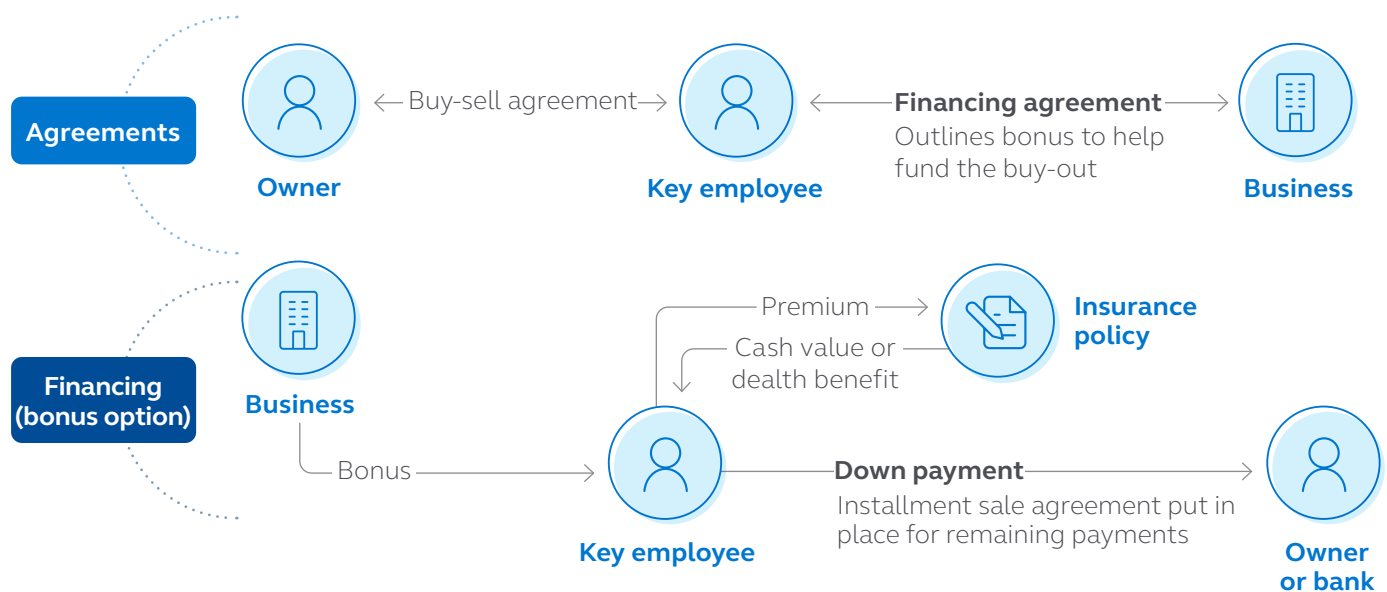 Agreements
Buy-sell agreement
Financing agreement
Outlines bonus to help
fund the buy-out
Owner
Key employee
Business
Financing
(bonus option)
Business
Premium
Cash value or
dealth benefit
Insurance
policy
Bonus
Key employee
Down payment
Installment sale agreement put in
place for remaining payments
Owner
or bank